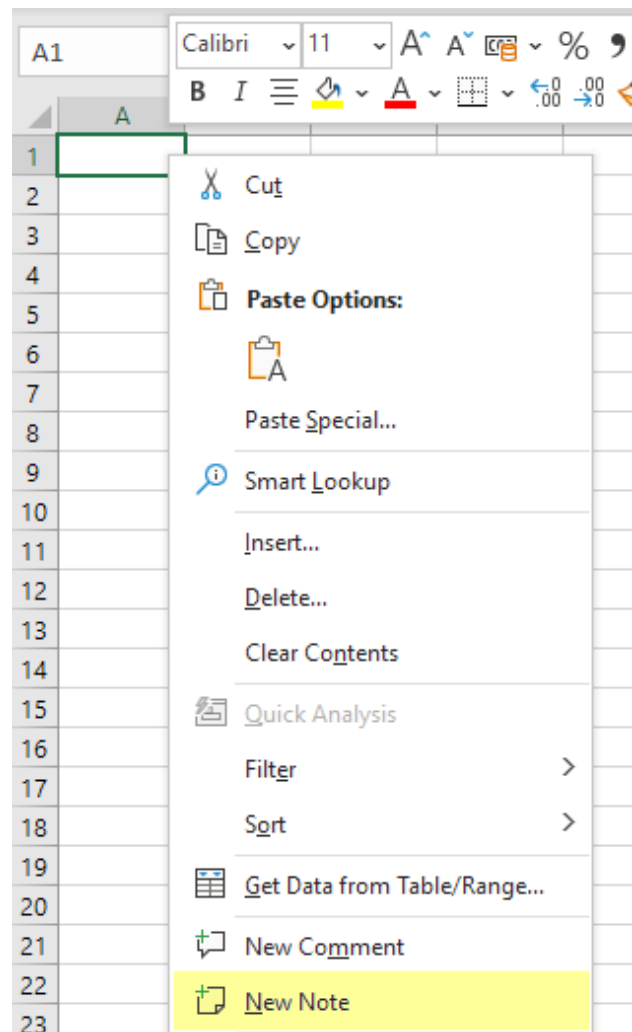 A1
Calibri 11 A A %
B I A .00 .00
A
1
Cut
2
3
Copy
4
Paste Options:
5
6
A
7
8
Paste Special...
9
Smart Lookup
10
11
Insert...
12
Delete...
13
Clear Contents
14
15
Quick Analysis
16
17
Filter
18
Sort
19
Get Data from Table/Range...
20
21
New Comment
22
New Note
23